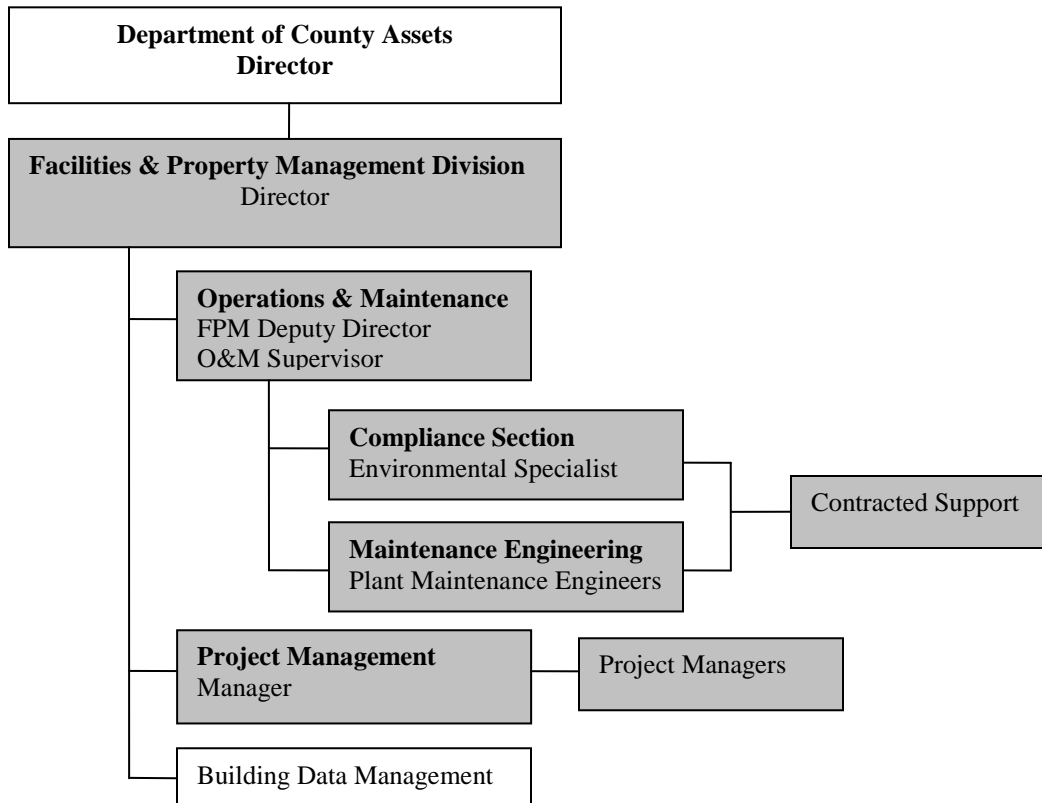 Department of County Assets
Director
Facilities & Property Management Division
Director
Operations & Maintenance
FPM Deputy Director
O&M Supervisor
Compliance Section
Environmental Specialist
Contracted Support
Maintenance Engineering
Plant Maintenance Engineers
Project Management
Manager
Project Managers
Building Data Management